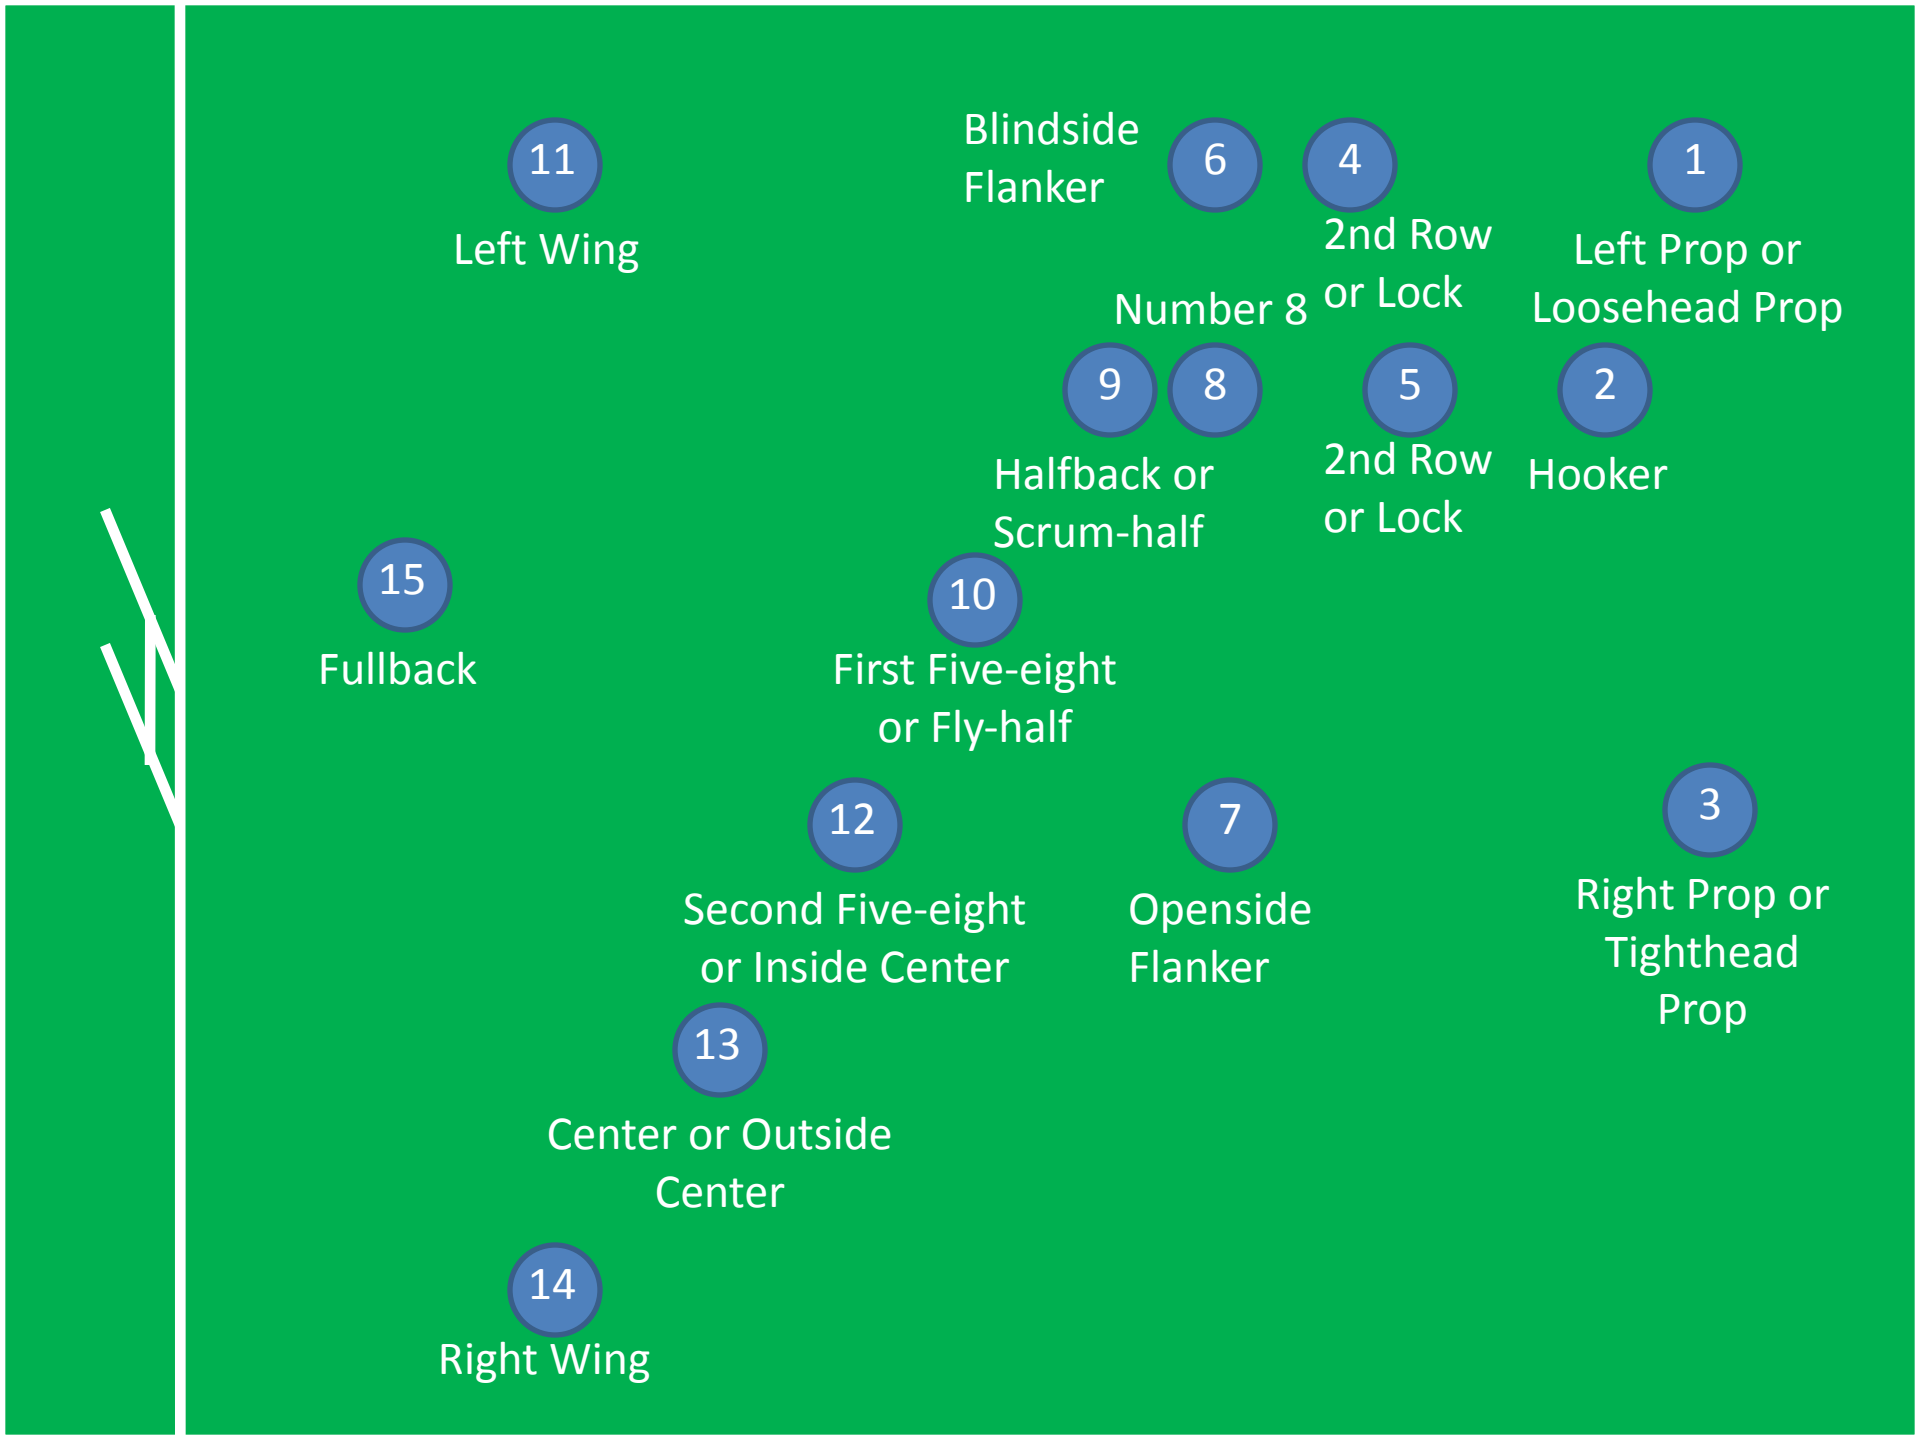 11
Left Wing
Blindside
Flanker
6
4
2nd Row
or Lock
1
Left Prop or
Loosehead Prop
Number 8
9
8
Halfback or
Scrum-half
5
2nd Row
or Lock
2
Hooker
15
Fullback
10
First Five-eight
or Fly-half
12
Second Five-eight
or Inside Center
7
Openside
Flanker
3
Right Prop or
Tighthead
Prop
13
Center or Outside
Center
14
Right Wing